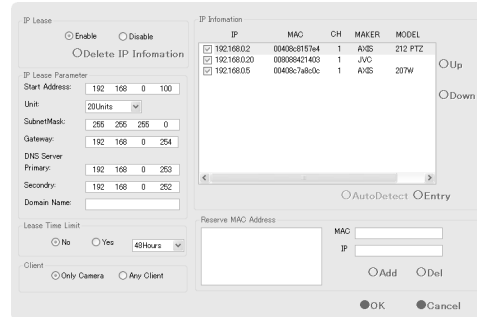 IP Lease
Enable Disable
Delete IP Infomation
IP Lease Parameter
Start Address: 192 168 0 100
Unit: 20Units
SubnetMask: 255 255 255 0
Gateway: 192 168 0 254
DNS Server
Primary: 192 168 0 253
Secondry: 192 168 0 252
Domain Name:
Lease Time Limit
No Yes 48Hours
Client
Only Camera Any Client
IP Infomation
IP MAC CH MAKER MODEL
192.168.0.2 00408c8157e4 1 AXIS 212 PTZ
192.168.0.20 008088421403 1 JVC
192.168.0.5 00408c7a8c0c 1 AXIS 207W
Up
Down
AutoDetect Entry
Reserve MAC Address
MAC
IP
Add Del
OK Cancel